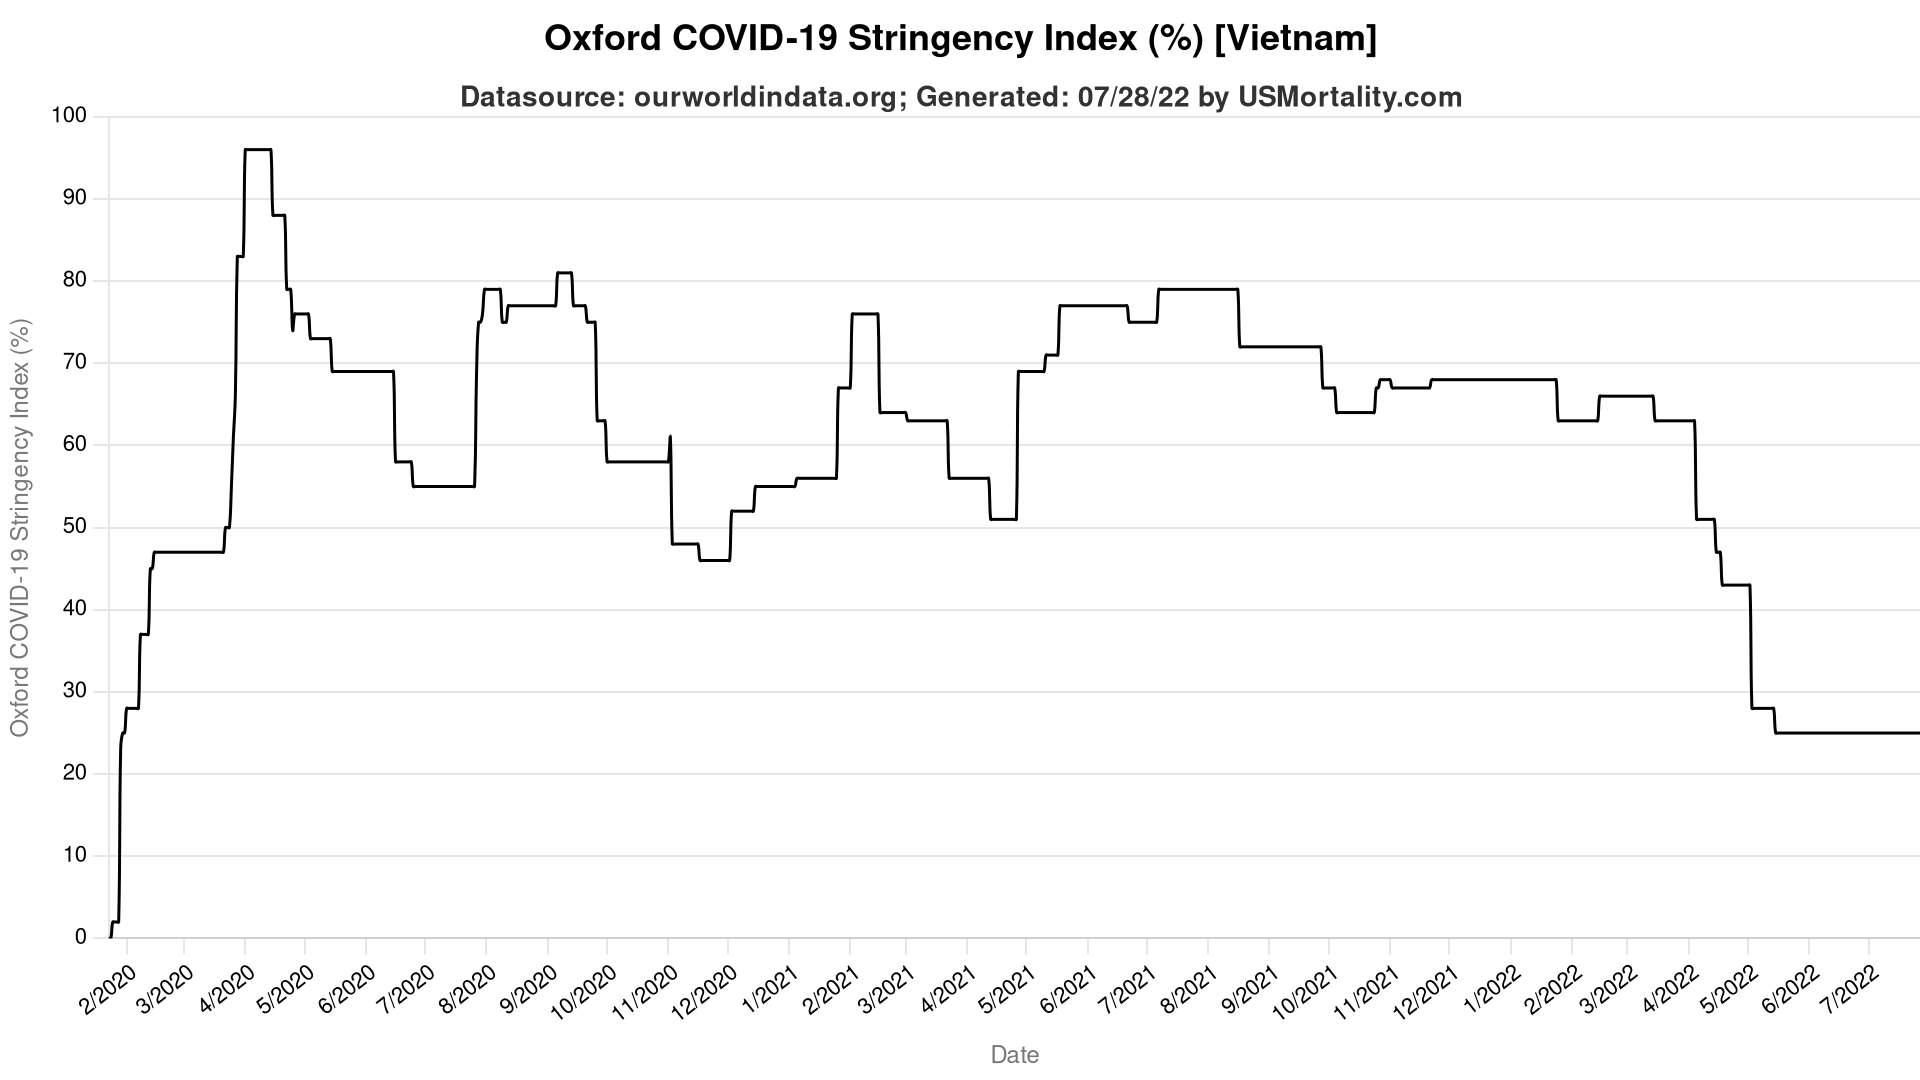 Oxford COVID-19 Stringency Index (%) [Vietnam]
Datasource: ourworldindata.org; Generated: 07/28/22 by USMortality.com
Oxford COVID-19 Stringency Index (%)
100
90
80
70
60
50
40
30
20
10
0
2/2020 3/2020 4/2020 5/2020 6/2020 7/2020 8/2020 9/2020 10/2020 11/2020 12/2020 1/2021 2/2021 3/2021 4/2021 5/2021 6/2021 7/2021 8/2021 9/2021 10/2021 11/2021 12/2021 1/2022 2/2022 3/2022 4/2022 5/2022 6/2022 7/2022
Date